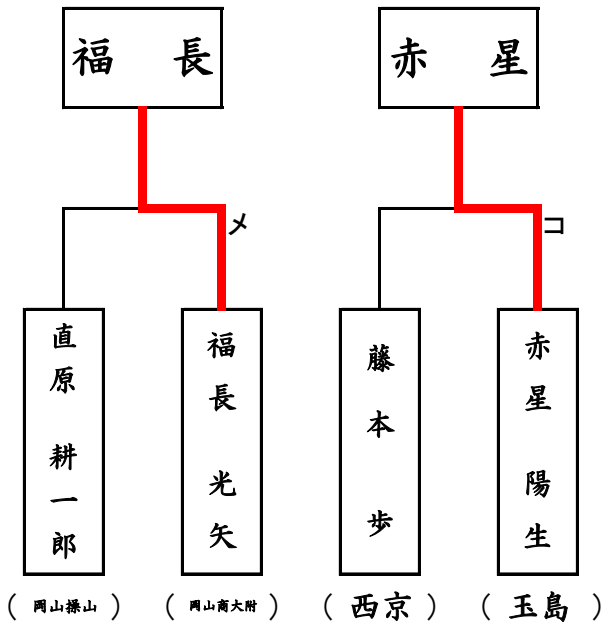 福 長
赤 星
メ
コ
直原 耕一郎
福長 光矢
藤本 歩
赤星 陽生
(岡山操山)
(岡山商大附)
(西京)
(玉島)